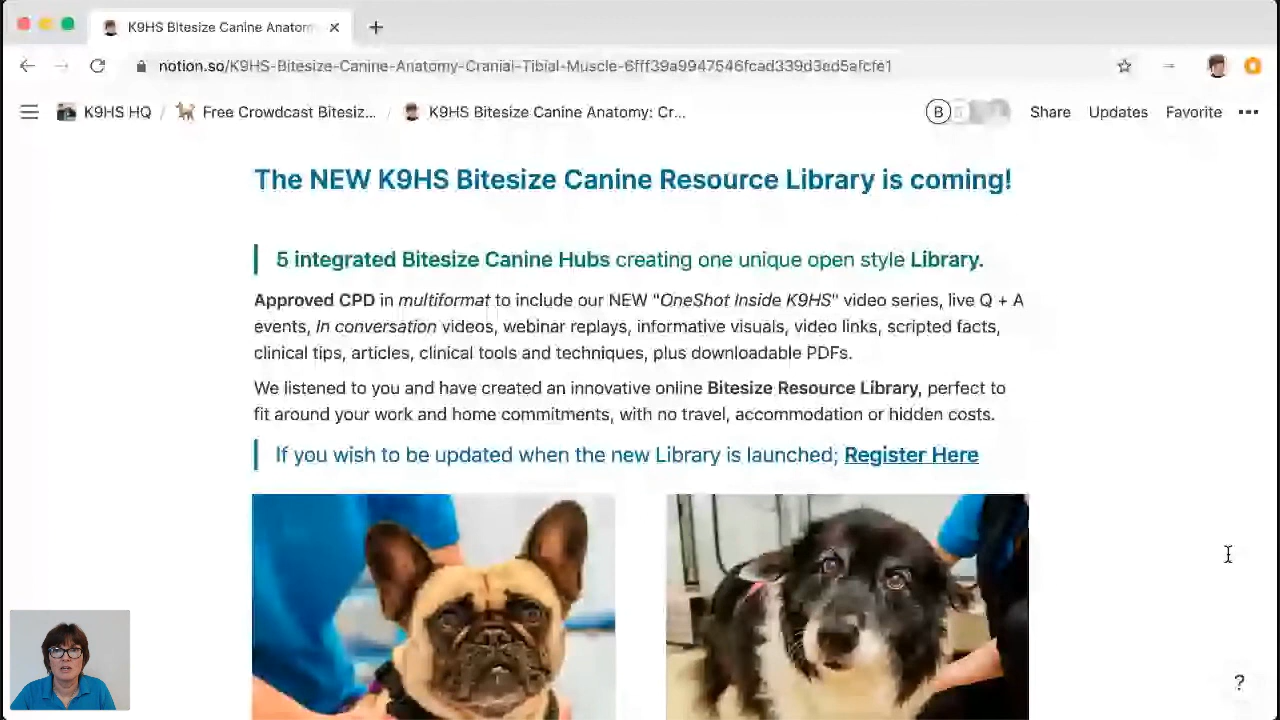 K9HS Bitesize Canine Anatom
notion.so/K9HS-Bitesize-Canine-Anatomy-Cranial-Tibial-Muscle-6fff39a9947546fcad339d3ed5afcfe1
K9HS HQ / Free Crowdcast Bitesiz... / K9HS Bitesize Canine Anatomy: Cr... B Share Updates Favorite
The NEW K9HS Bitesize Canine Resource Library is coming!
5 integrated Bitesize Canine Hubs creating one unique open style Library.
Approved CPD in multiformat to include our NEW "OneShot Inside K9HS" video series, live Q + A
events, In conversation videos, webinar replays, informative visuals, video links, scripted facts,
clinical tips, articles, clinical tools and techniques, plus downloadable PDFs.
We listened to you and have created an innovative online Bitesize Resource Library, perfect to
fit around your work and home commitments, with no travel, accommodation or hidden costs.
If you wish to be updated when the new Library is launched; Register Here
?